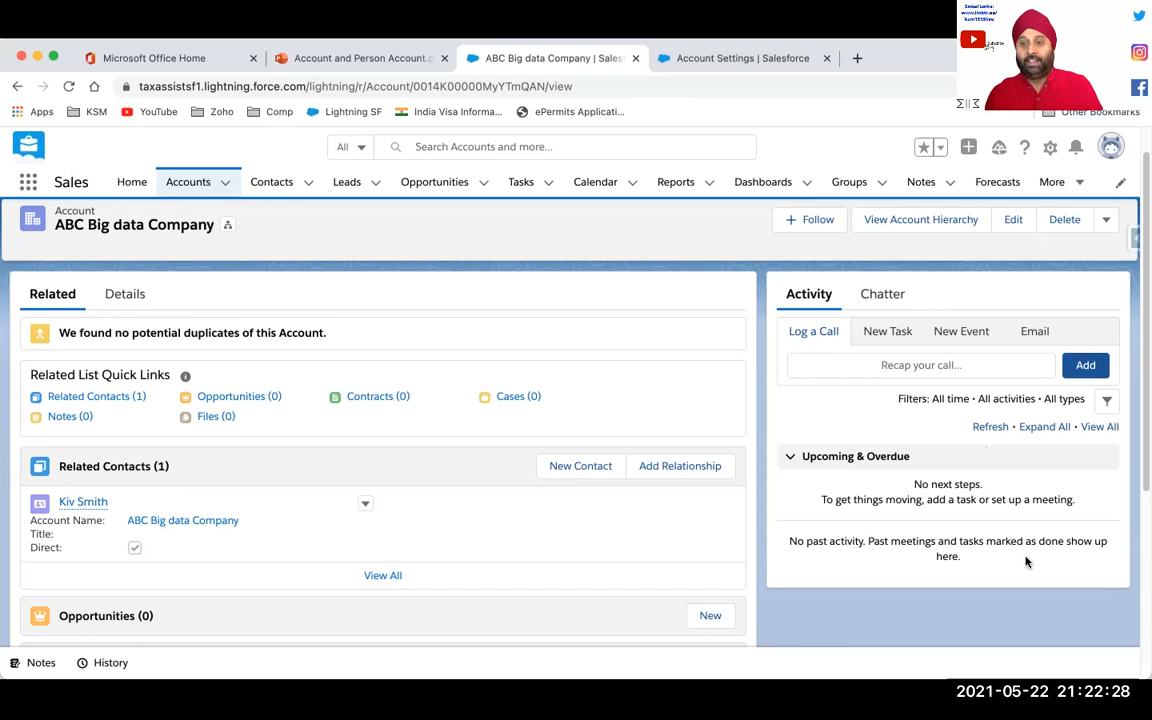 Social Links:
Subscribe
Microsoft Office Home
Account and Person Account.p
ABC Big data Company | Sales
Account Settings | Salesforce
taxassistsf1.lightning.force.com/lightning/r/Account/0014K00000MyYTmQAN/view
Apps KSM YouTube Zoho Comp Lightning SF India Visa Informa... ePermits Applicati... Other Bookmarks
All Search Accounts and more...
Sales Home Accounts Contacts Leads Opportunities Tasks Calendar Reports Dashboards Groups Notes Forecasts More
Account
ABC Big data Company
+ Follow View Account Hierarchy Edit Delete
Related Details
We found no potential duplicates of this Account.
Related List Quick Links
Related Contacts (1) Opportunities (0) Contracts (0) Cases (0)
Notes (0) Files (0)
Related Contacts (1) New Contact Add Relationship
Kiv Smith
Account Name: ABC Big data Company
Title:
Direct:
View All
Opportunities (0) New
Activity Chatter
Log a Call New Task New Event Email
Recap your call... Add
Filters: All time • All activities • All types
Refresh • Expand All • View All
Upcoming & Overdue
No next steps.
To get things moving, add a task or set up a meeting.
No past activity. Past meetings and tasks marked as done show up
here.
Notes History
2021-05-22 21:22:28